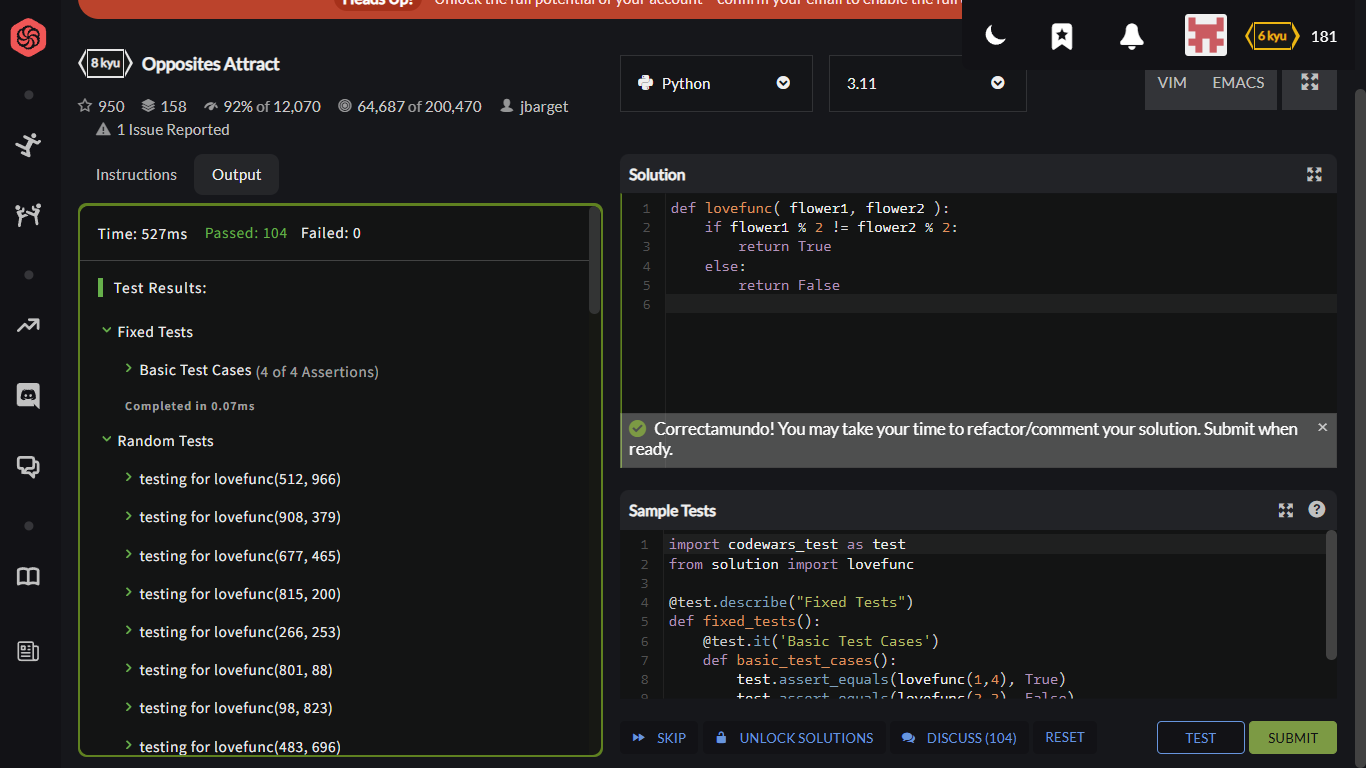 Heads Up! Unlock the full potential of your account - confirm your email to enable the full
8 kyu Opposites Attract
950 158 92% of 12,070 64,687 of 200,470 jbarget
1 Issue Reported
Instructions Output
Time: 527ms Passed: 104 Failed: 0
Test Results:
Fixed Tests
Basic Test Cases (4 of 4 Assertions)
Completed in 0.07ms
Random Tests
testing for lovefunc(512, 966)
testing for lovefunc(908, 379)
testing for lovefunc(677, 465)
testing for lovefunc(815, 200)
testing for lovefunc(266, 253)
testing for lovefunc(801, 88)
testing for lovefunc(98, 823)
testing for lovefunc(483, 696)
6 kyu 181
Python 3.11 VIM EMACS
Solution
1 def lovefunc( flower1, flower2 ):
2 if flower1 % 2 != flower2 % 2:
3 return True
4 else:
5 return False
6
Correctamundo! You may take your time to refactor/comment your solution. Submit when
ready.
Sample Tests
1 import codewars_test as test
2 from solution import lovefunc
3
4 @test.describe("Fixed Tests")
5 def fixed_tests():
6 @test.it('Basic Test Cases')
7 def basic_test_cases():
8 test.assert_equals(lovefunc(1,4), True)
9 test.assert_equals(lovefunc(2,2), False)
SKIP UNLOCK SOLUTIONS DISCUSS (104) RESET TEST SUBMIT